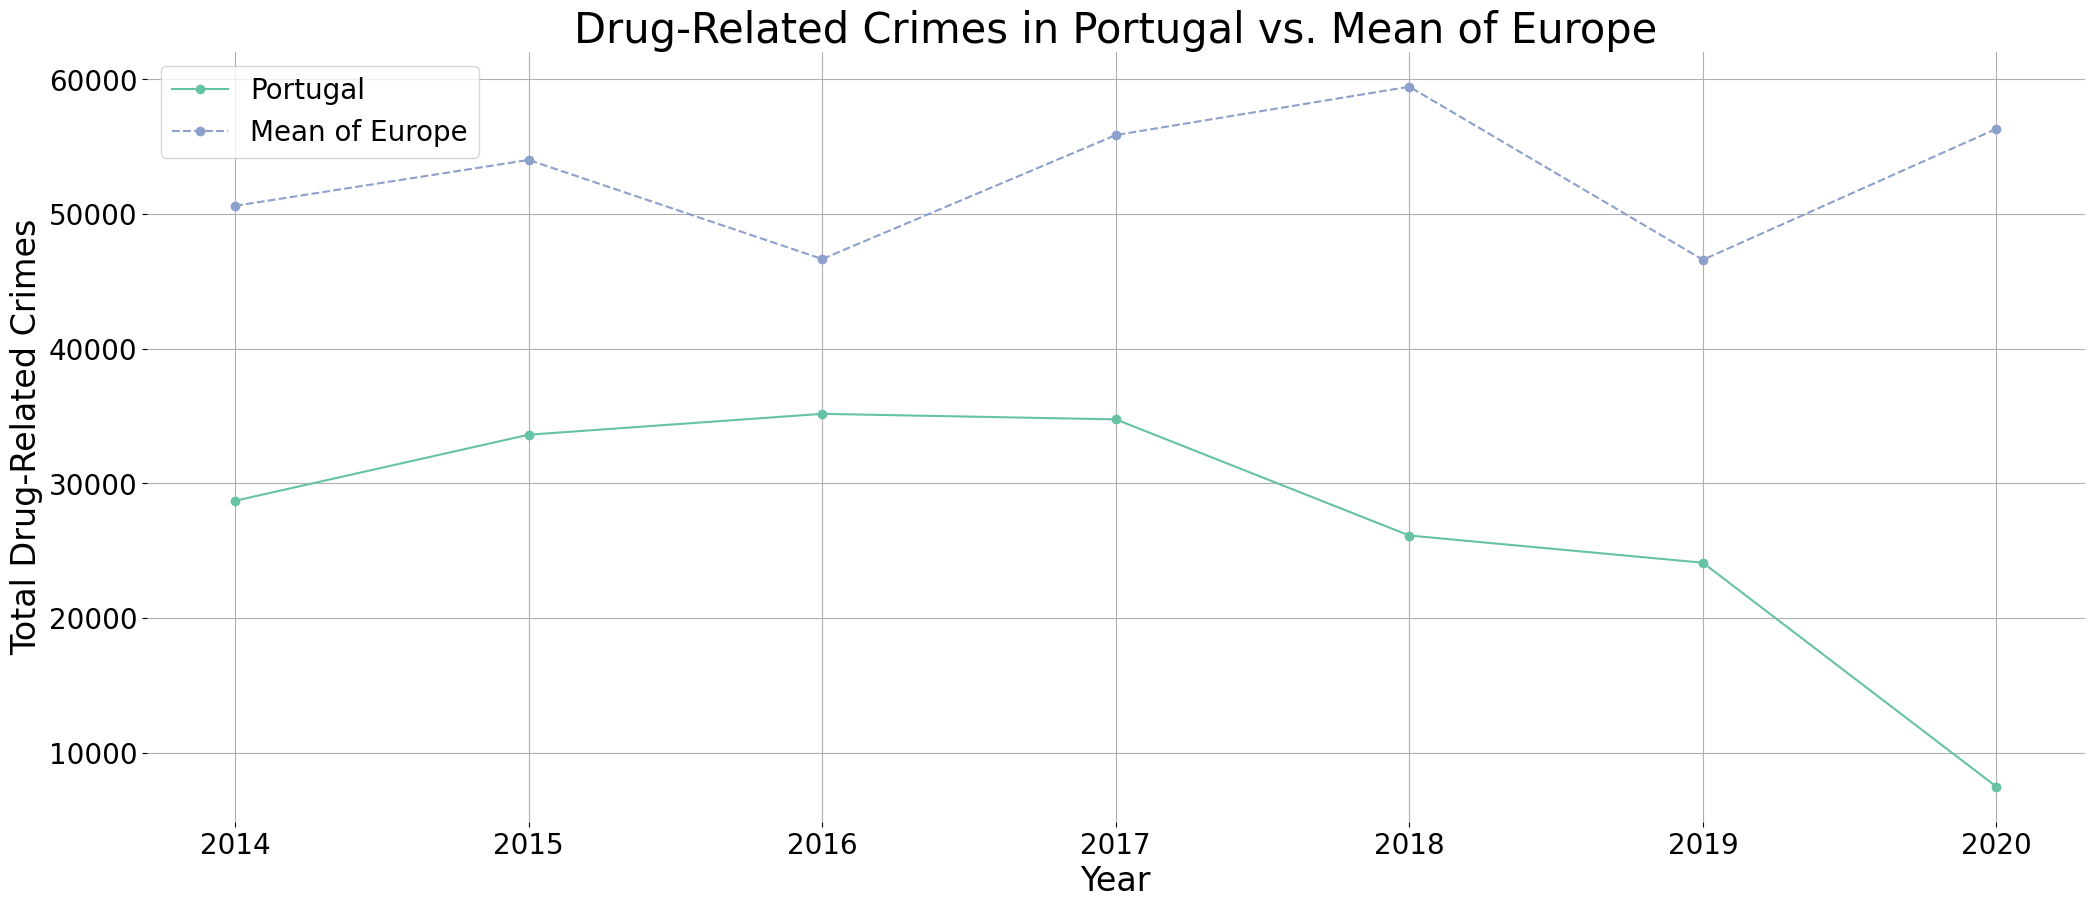 Drug-Related Crimes in Portugal vs. Mean of Europe
Portugal
Mean of Europe
Total Drug-Related Crimes
60000
50000
40000
30000
20000
10000
2014 2015 2016 2017 2018 2019 2020
Year